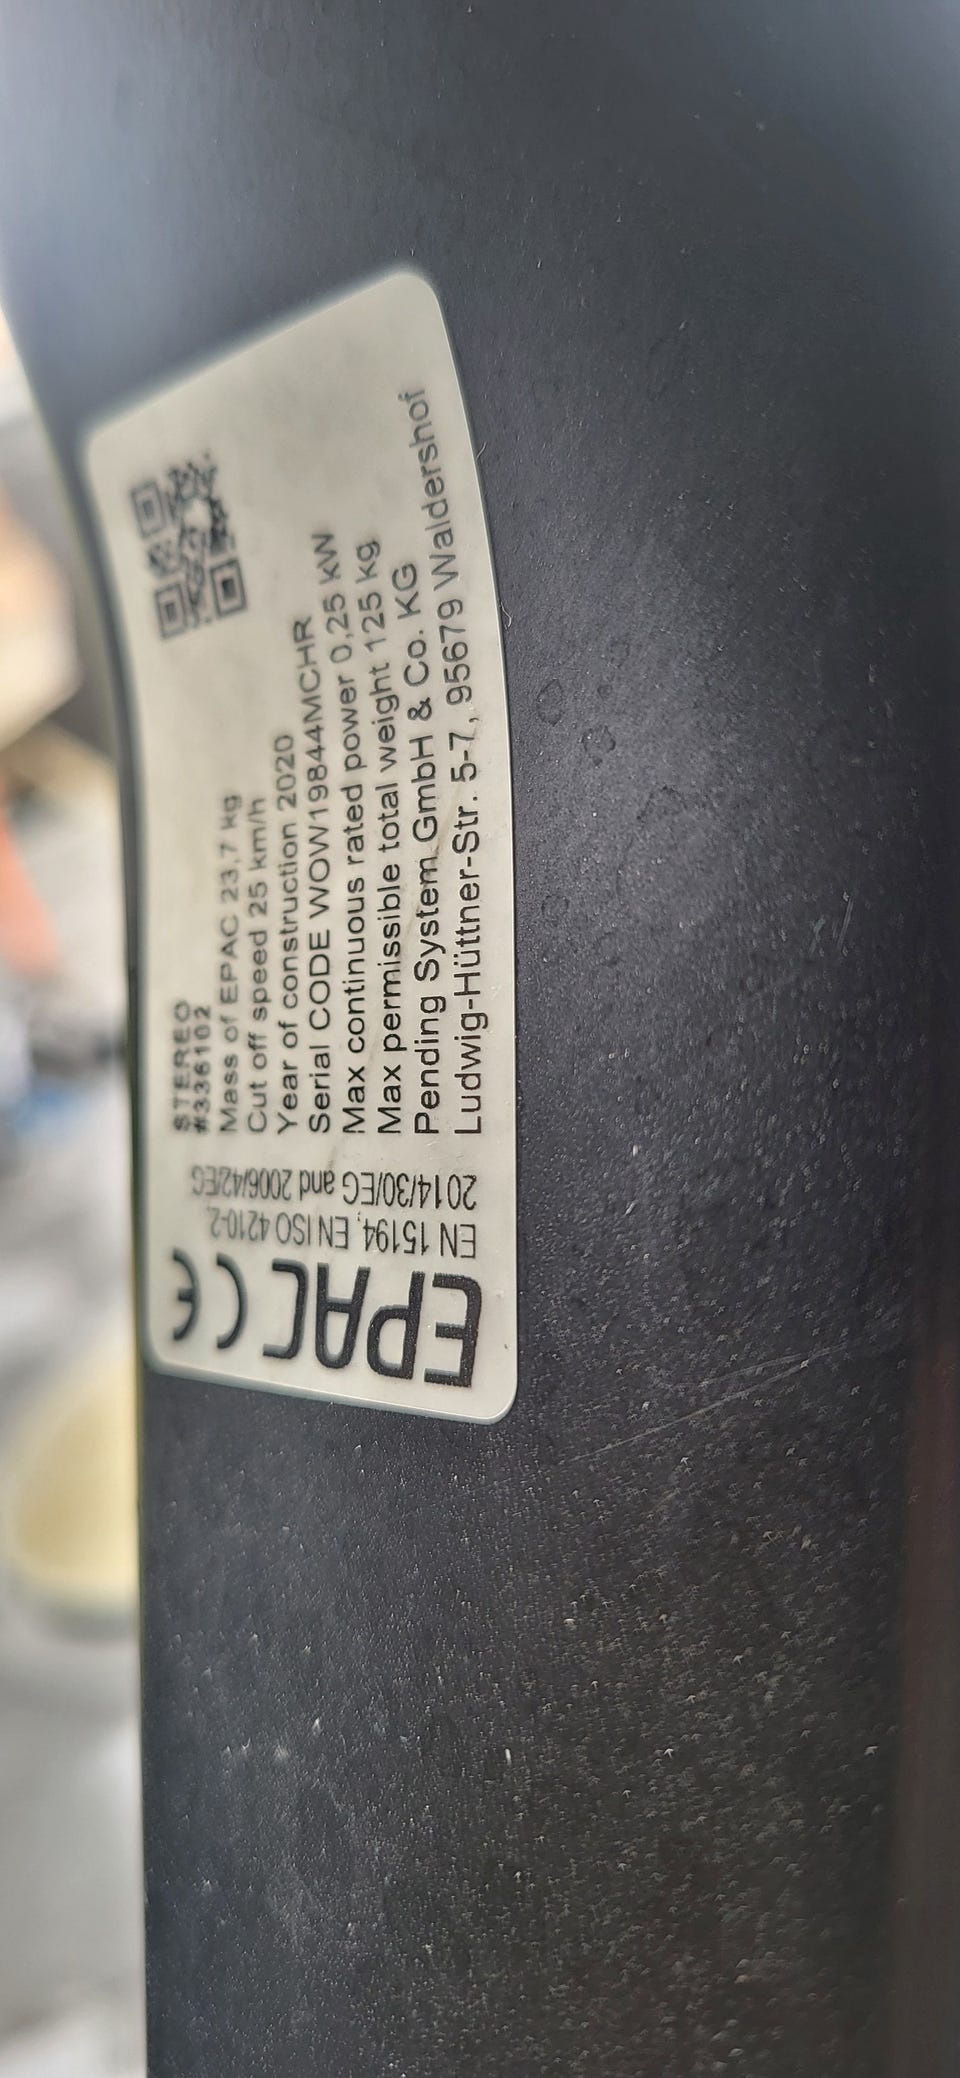 STEREO
#336102
Mass of EPAC 23,7 kg
Cut off speed 25 km/h
Year of construction 2020
Serial CODE WOW19844MCHR
Max continuous rated power 0,25 kW
Max permissible total weight 125 kg
Pending System GmbH & Co. KG
Ludwig-Hüttner-Str. 5-7, 95679 Waldershof
EPAC CE
EN 15194, EN ISO 4210-2,
2014/30/EG and 2006/42/EG